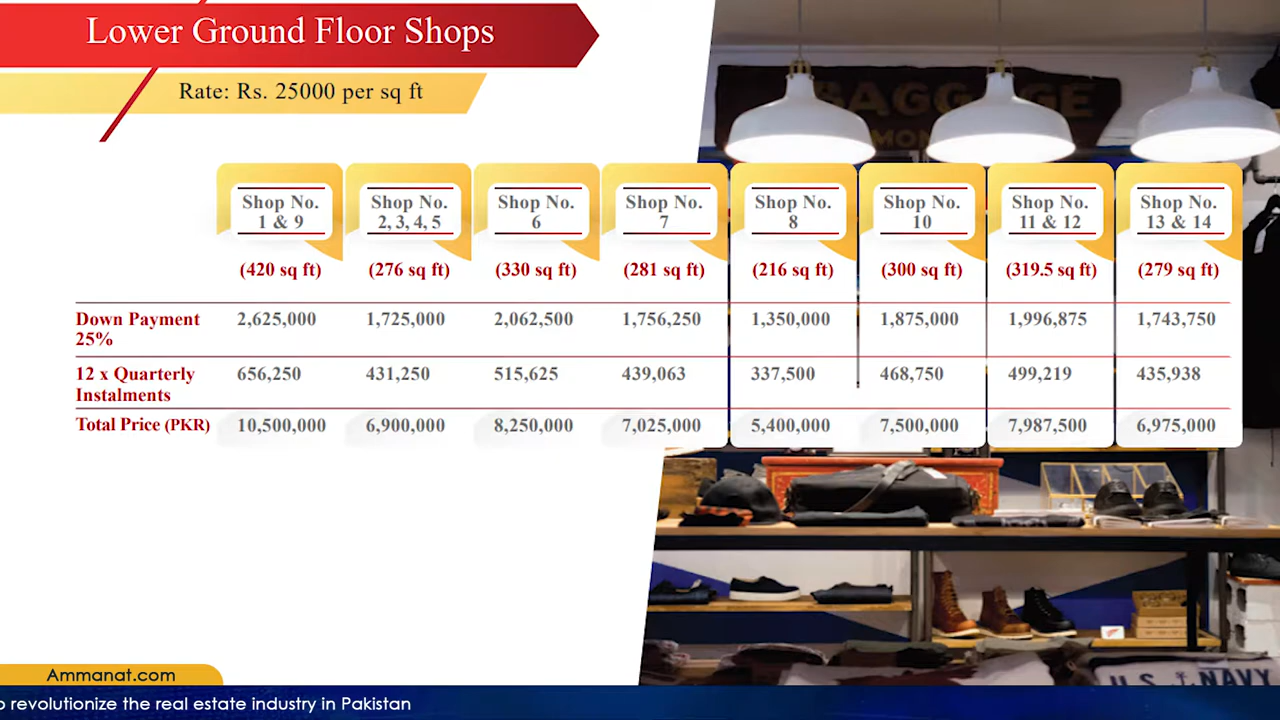 Lower Ground Floor Shops
Rate: Rs. 25000 per sq ft
BAGGAGE
Shop No. 1 & 9
Shop No. 2, 3, 4, 5
Shop No. 6
Shop No. 7
Shop No. 8
Shop No. 10
Shop No. 11 & 12
Shop No. 13 & 14
(420 sq ft) (276 sq ft) (330 sq ft) (281 sq ft) (216 sq ft) (300 sq ft) (319.5 sq ft) (279 sq ft)
Down Payment 25% 2,625,000 1,725,000 2,062,500 1,756,250 1,350,000 1,875,000 1,996,875 1,743,750
12 x Quarterly Instalments 656,250 431,250 515,625 439,063 337,500 468,750 499,219 435,938
Total Price (PKR) 10,500,000 6,900,000 8,250,000 7,025,000 5,400,000 7,500,000 7,987,500 6,975,000
U.S. NAVY
Ammanat.com
revolutionize the real estate industry in Pakistan